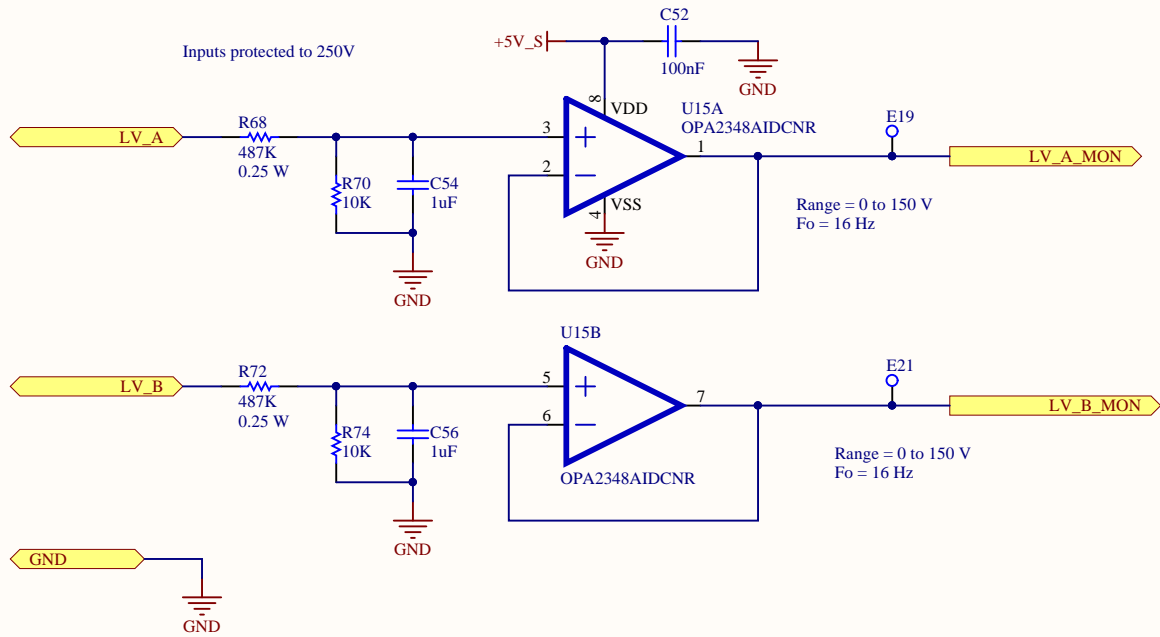 Inputs protected to 250V
+5V_S
C52
100nF
GND
LV_A
R68
487K
0.25 W
R70
10K
C54
1uF
GND
3
2
8
VDD
4
VSS
GND
U15A
OPA2348AIDCNR
1
E19
LV_A_MON
Range = 0 to 150 V
Fo = 16 Hz
LV_B
R72
487K
0.25 W
R74
10K
C56
1uF
GND
U15B
5
6
7
OPA2348AIDCNR
E21
LV_B_MON
Range = 0 to 150 V
Fo = 16 Hz
GND
GND